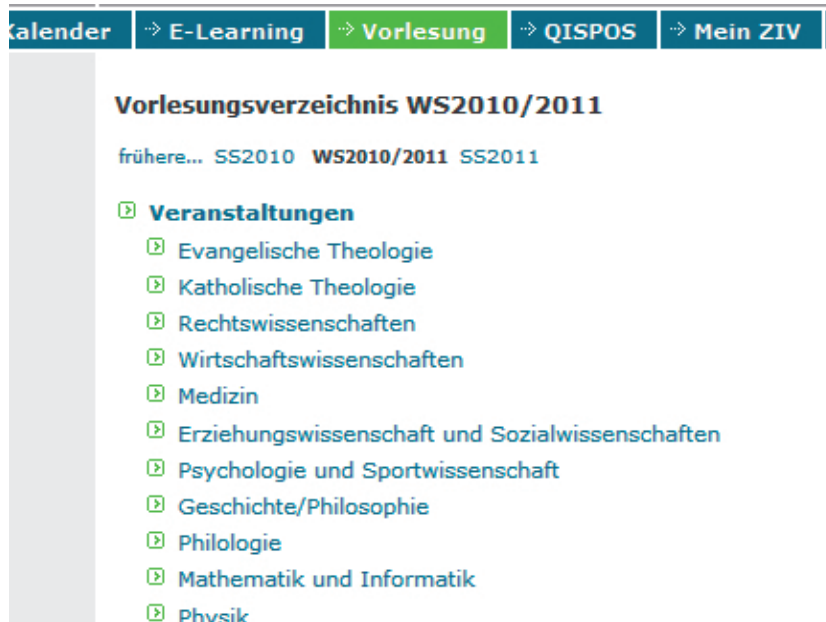 Kalender E-Learning Vorlesung QISPOS Mein ZIV
Vorlesungsverzeichnis WS2010/2011
frühere... SS2010 WS2010/2011 SS2011
Veranstaltungen
Evangelische Theologie
Katholische Theologie
Rechtswissenschaften
Wirtschaftswissenschaften
Medizin
Erziehungswissenschaft und Sozialwissenschaften
Psychologie und Sportwissenschaft
Geschichte/Philosophie
Philologie
Mathematik und Informatik
Physik